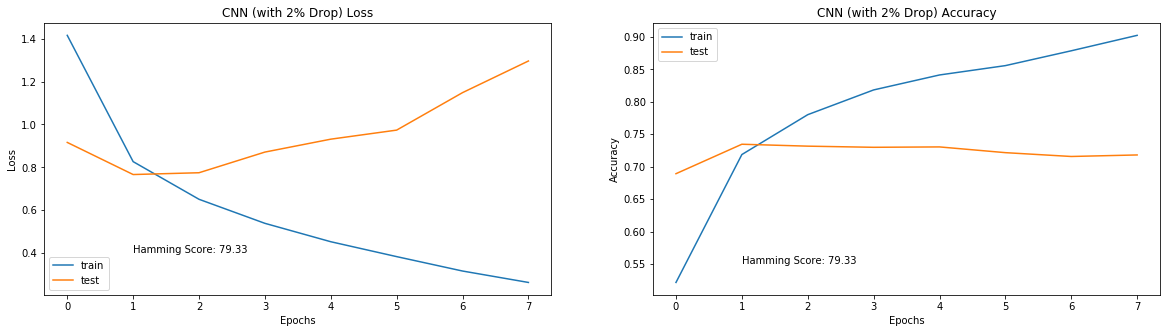 CNN (with 2% Drop) Loss
1.4
1.2
1.0
0.8
0.6
0.4
Loss
Hamming Score: 79.33
train
test
0 1 2 3 4 5 6 7
Epochs
CNN (with 2% Drop) Accuracy
train
test
0.90
0.85
0.80
0.75
0.70
0.65
0.60
0.55
Accuracy
Hamming Score: 79.33
0 1 2 3 4 5 6 7
Epochs